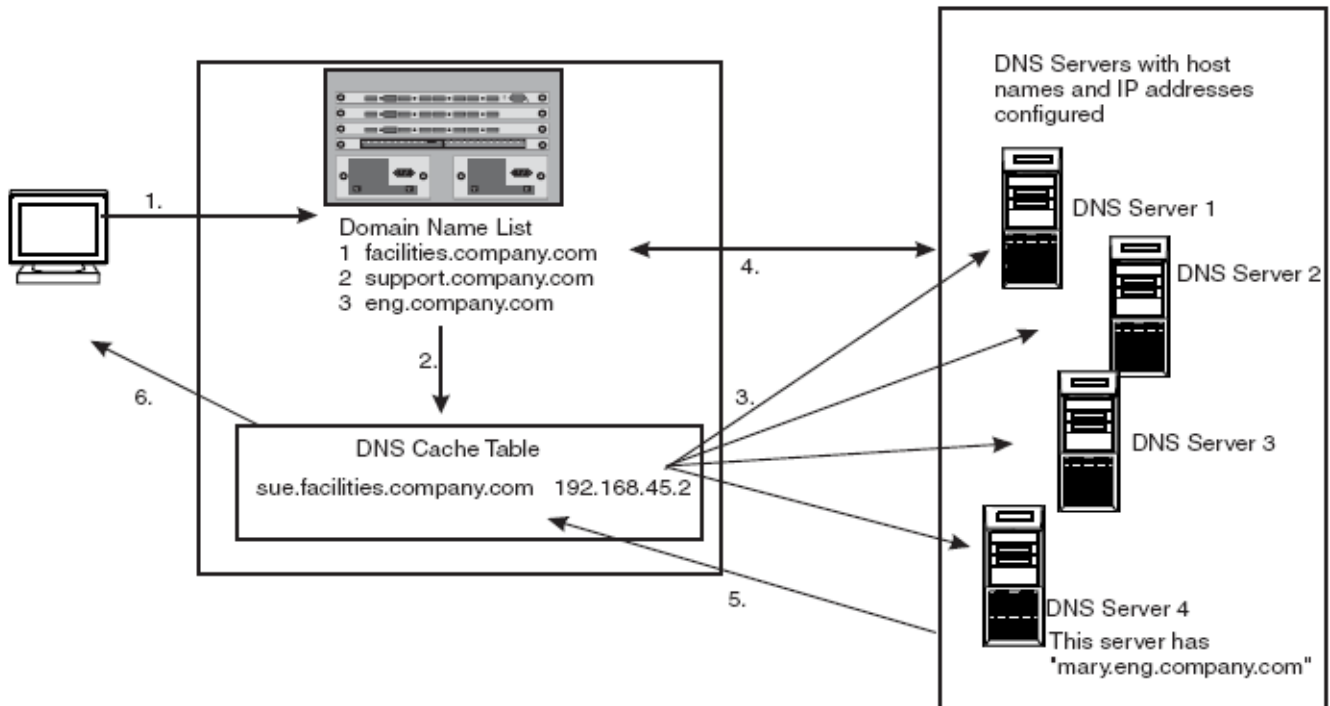 DNS Servers with host
names and IP addresses
configured
1.
Domain Name List
1 facilities.company.com
2 support.company.com
3 eng.company.com
4.
DNS Server 1
DNS Server 2
2.
3.
6.
DNS Cache Table
sue.facilities.company.com 192.168.45.2
DNS Server 3
5.
DNS Server 4
This server has
"mary.eng.company.com"